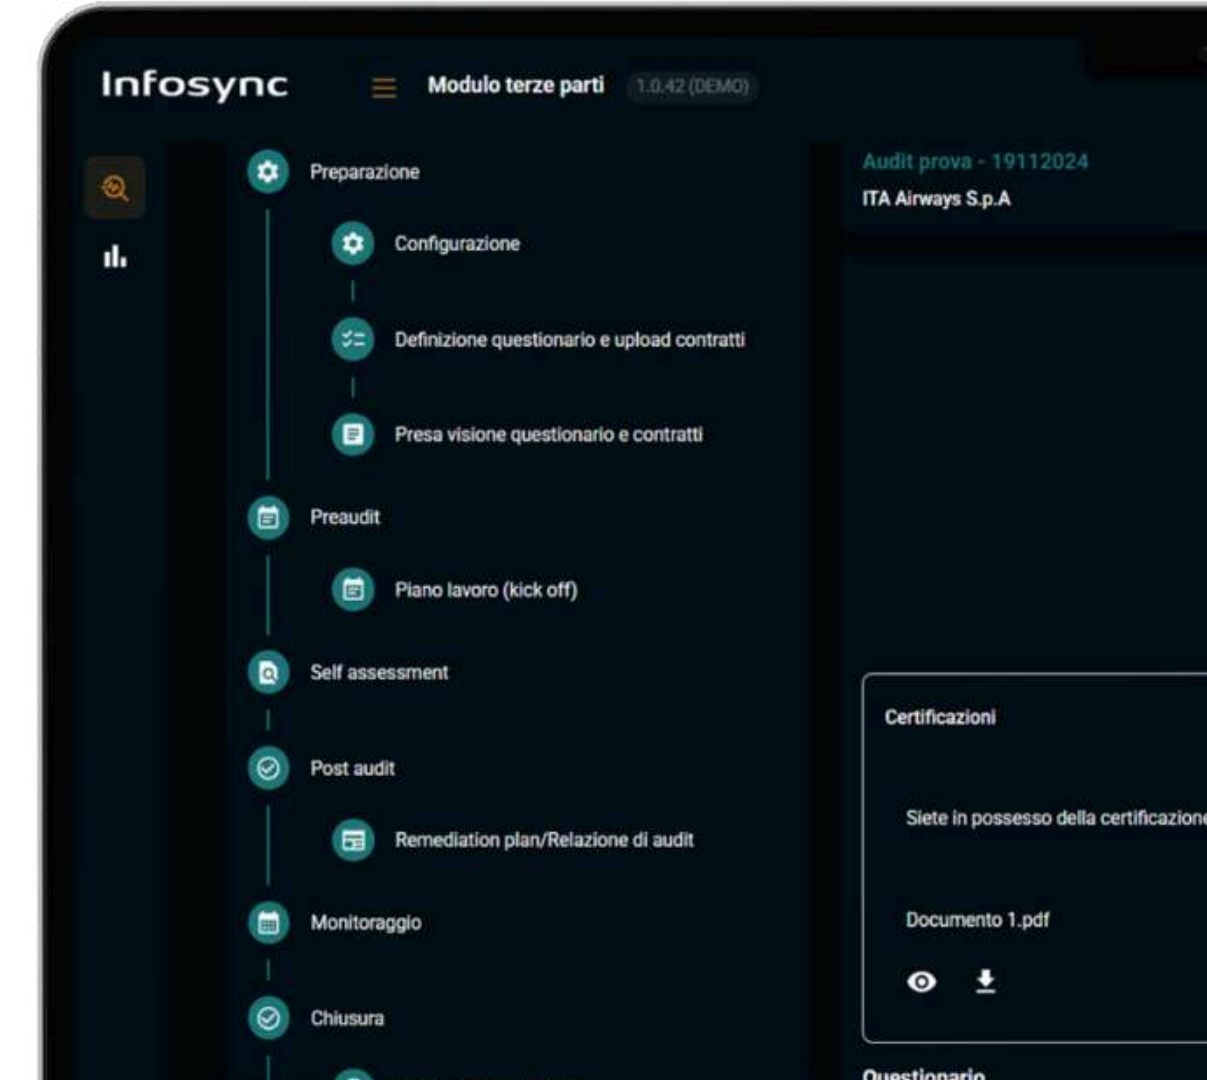 Infosync
Modulo terze parti
1.0.42 (DEMO)
Preparazione
Configurazione
Definizione questionario e upload contratti
Presa visione questionario e contratti
Preaudit
Piano lavoro (kick off)
Self assessment
Post audit
Remediation plan/Relazione di audit
Monitoraggio
Chiusura
Audit prova - 19112024
ITA Airways S.p.A
Certificazioni
Siete in possesso della certificazione
Documento 1.pdf
Questionario